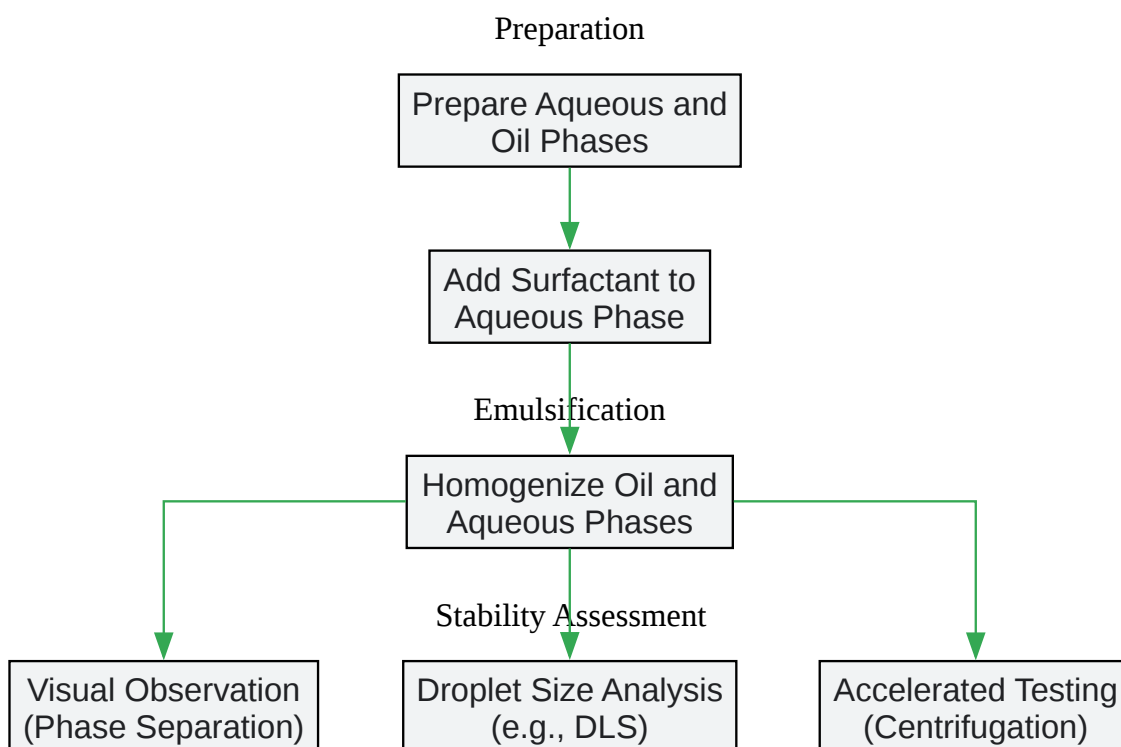 Preparation
Prepare Aqueous and
Oil Phases
Add Surfactant to
Aqueous Phase
Emulsification
Homogenize Oil and
Aqueous Phases
Stability Assessment
Visual Observation
(Phase Separation)
Droplet Size Analysis
(e.g., DLS)
Accelerated Testing
(Centrifugation)